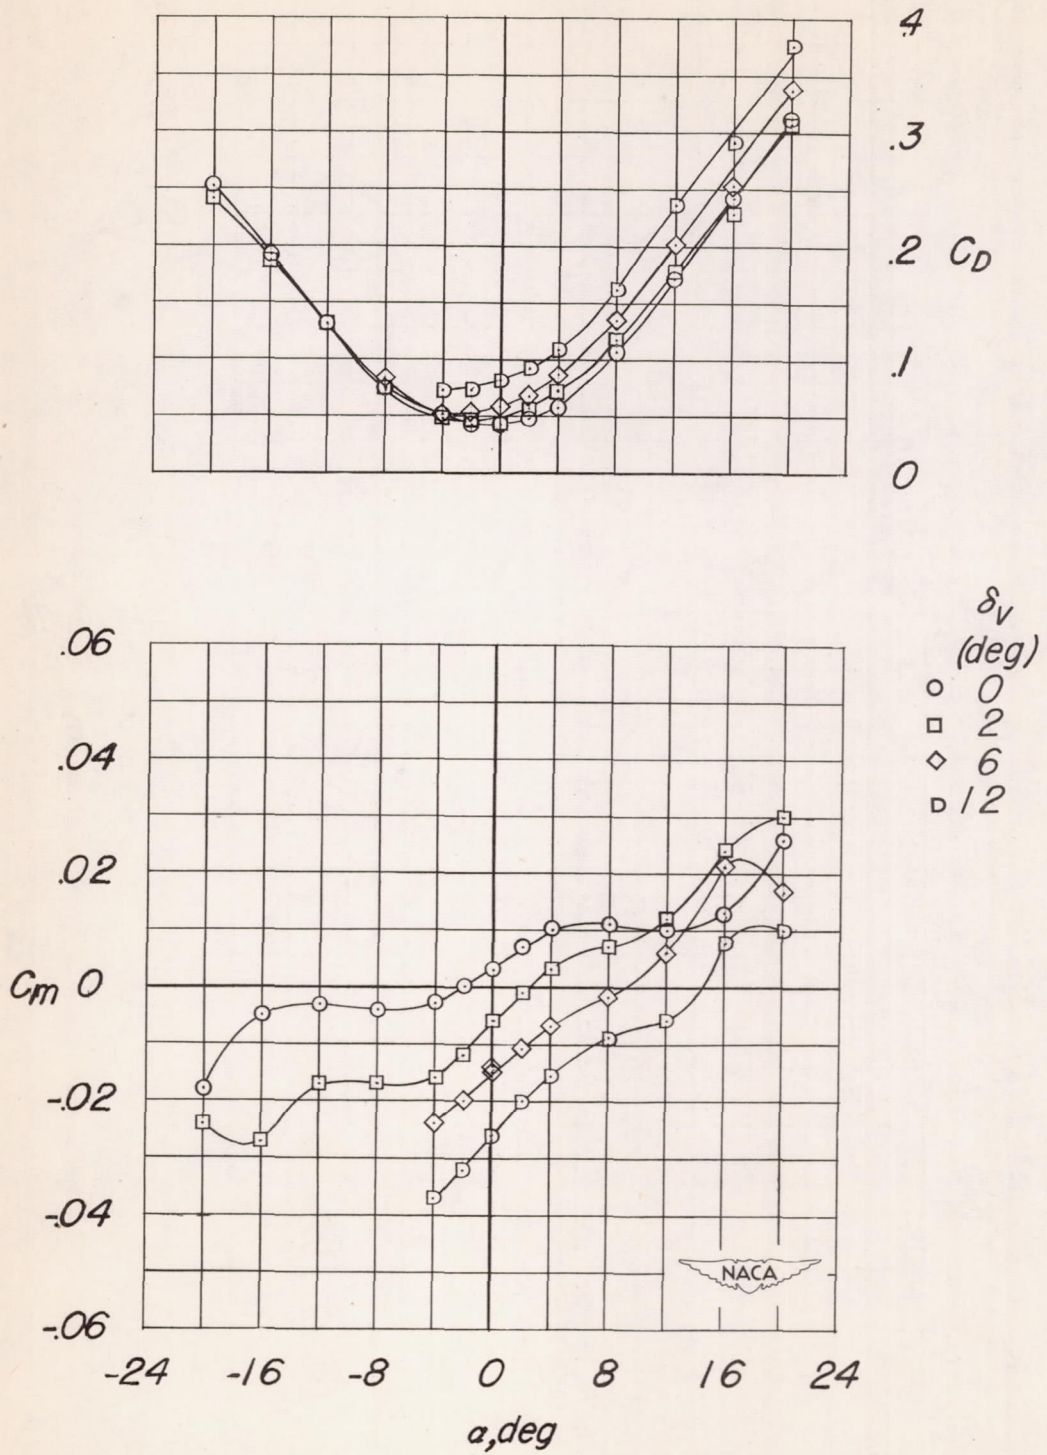 .4
.3
.2 C_D
.1
0
δ_V
(deg)
○ 0
□ 2
◇ 6
D 12
.06
.04
.02
C_m 0
-.02
-.04
-.06
NACA
-24 -16 -8 0 8 16 24
α, deg